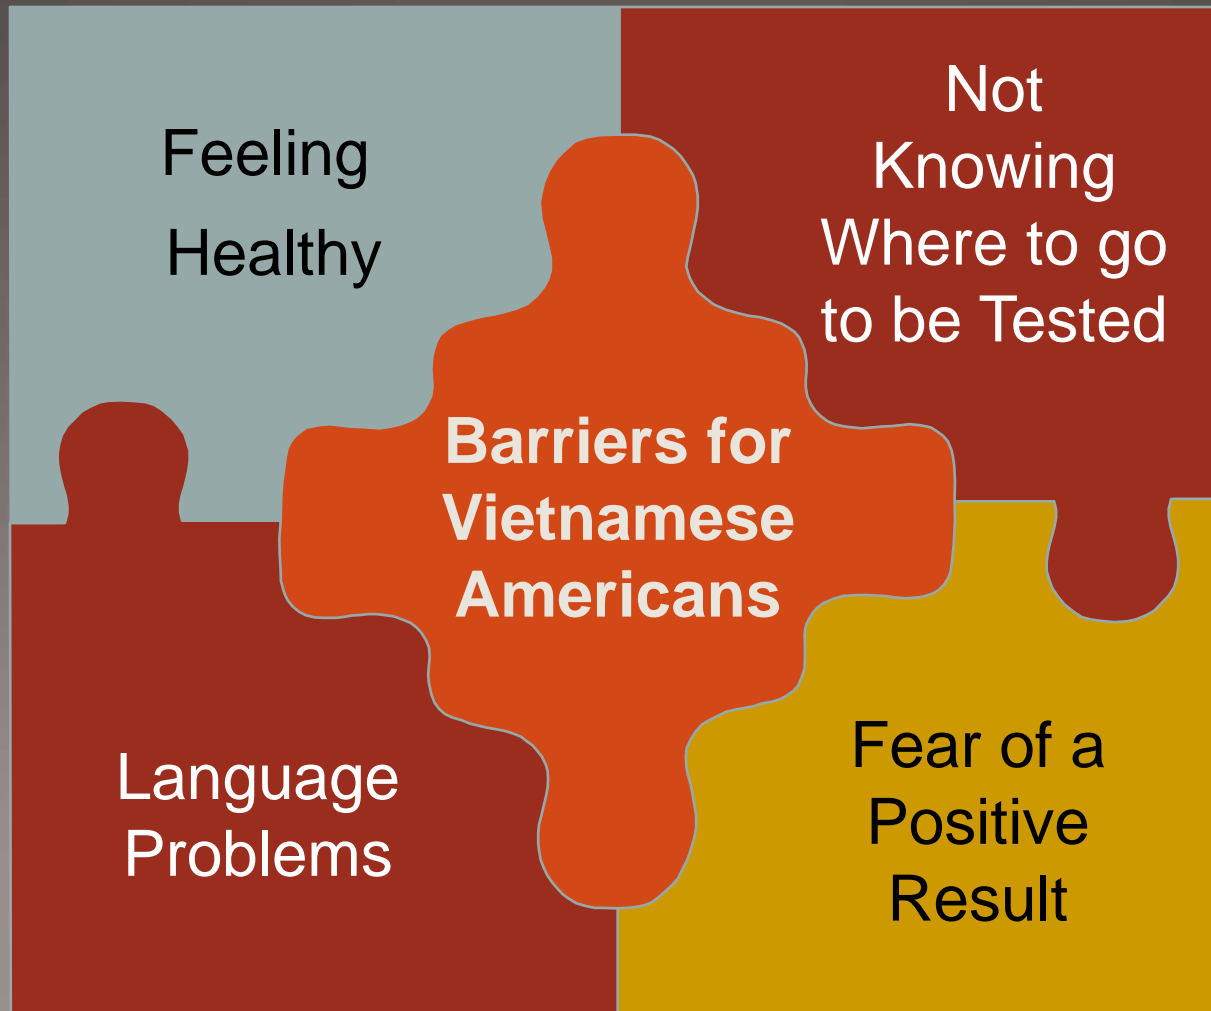 Feeling
Healthy
Not
Knowing
Where to go
to be Tested
Barriers for
Vietnamese
Americans
Language
Problems
Fear of a
Positive
Result